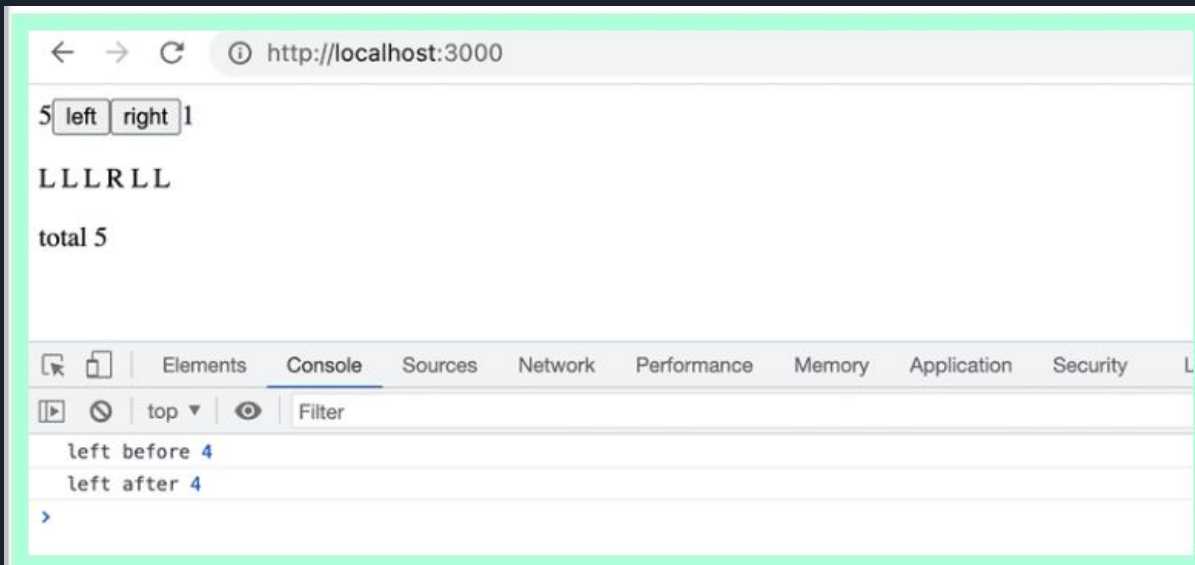 http://localhost:3000
5 left right 1
L L L R L L
total 5
Elements Console Sources Network Performance Memory Application Security L
top Filter
left before 4
left after 4